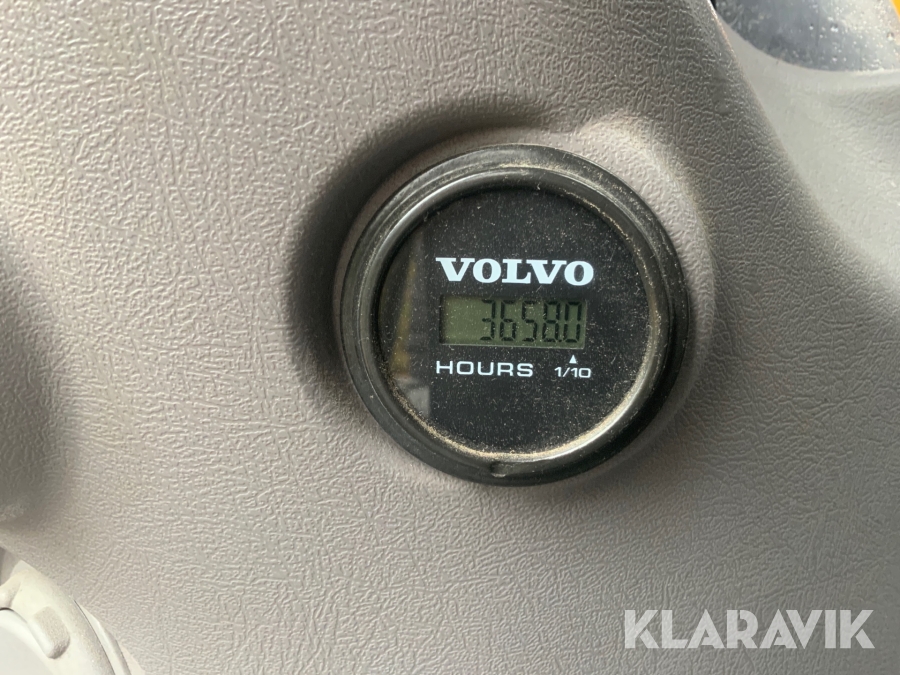 VOLVO
3658.0
HOURS 1/10
KLARAVIK